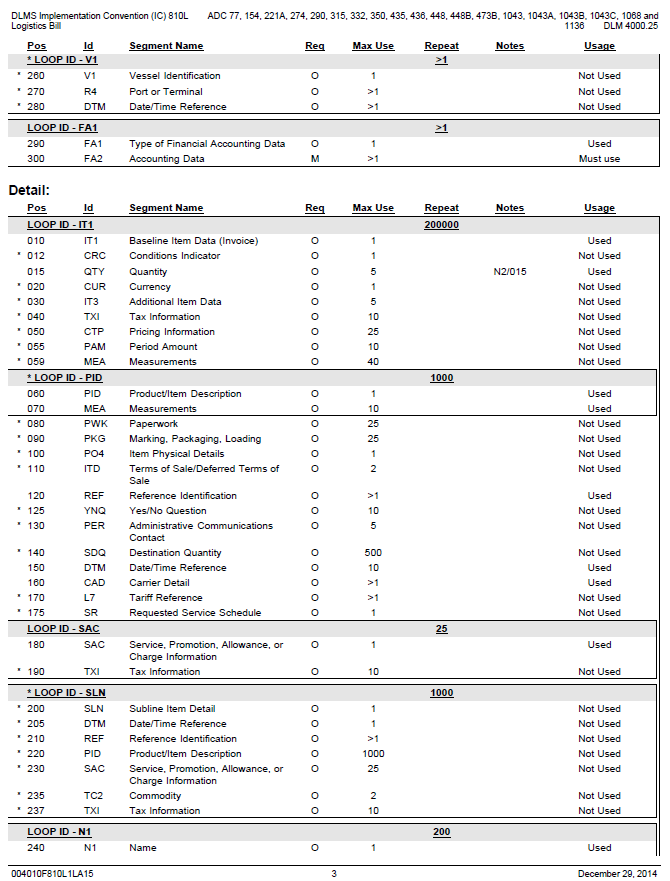 DLMS Implementation Convention (IC) 810L ADC 77, 154, 221A, 274, 290, 315, 332, 350, 435, 436, 448, 448B, 473B, 1043, 1043A, 1043B, 1043C, 1068 and
Logistics Bill 1136 DLM 4000.25
Pos Id Segment Name Req Max Use Repeat Notes Usage
* LOOP ID - V1 >1
* 260 V1 Vessel Identification O 1 Not Used
* 270 R4 Port or Terminal O >1 Not Used
* 280 DTM Date/Time Reference O >1 Not Used
LOOP ID - FA1 >1
290 FA1 Type of Financial Accounting Data O 1 Used
300 FA2 Accounting Data M >1 Must use
Detail:
Pos Id Segment Name Req Max Use Repeat Notes Usage
LOOP ID - IT1 200000
010 IT1 Baseline Item Data (Invoice) O 1 Used
* 012 CRC Conditions Indicator O 1 Not Used
015 QTY Quantity O 5 N2/015 Used
* 020 CUR Currency O 1 Not Used
* 030 IT3 Additional Item Data O 5 Not Used
* 040 TXI Tax Information O 10 Not Used
* 050 CTP Pricing Information O 25 Not Used
* 055 PAM Period Amount O 10 Not Used
* 059 MEA Measurements O 40 Not Used
* LOOP ID - PID 1000
060 PID Product/Item Description O 1 Used
070 MEA Measurements O 10 Used
* 080 PWK Paperwork O 25 Not Used
* 090 PKG Marking, Packaging, Loading O 25 Not Used
* 100 PO4 Item Physical Details O 1 Not Used
* 110 ITD Terms of Sale/Deferred Terms of O 2 Not Used
Sale
120 REF Reference Identification O >1 Used
* 125 YNQ Yes/No Question O 10 Not Used
* 130 PER Administrative Communications O 5 Not Used
Contact
* 140 SDQ Destination Quantity O 500 Not Used
150 DTM Date/Time Reference O 10 Used
160 CAD Carrier Detail O >1 Used
* 170 L7 Tariff Reference O >1 Not Used
* 175 SR Requested Service Schedule O 1 Not Used
LOOP ID - SAC 25
180 SAC Service, Promotion, Allowance, or O 1 Used
Charge Information
* 190 TXI Tax Information O 10 Not Used
* LOOP ID - SLN 1000
* 200 SLN Subline Item Detail O 1 Not Used
* 205 DTM Date/Time Reference O 1 Not Used
* 210 REF Reference Identification O >1 Not Used
* 220 PID Product/Item Description O 1000 Not Used
* 230 SAC Service, Promotion, Allowance, or O 25 Not Used
Charge Information
* 235 TC2 Commodity O 2 Not Used
* 237 TXI Tax Information O 10 Not Used
LOOP ID - N1 200
240 N1 Name O 1 Used
004010F810L1LA15 3 December 29, 2014